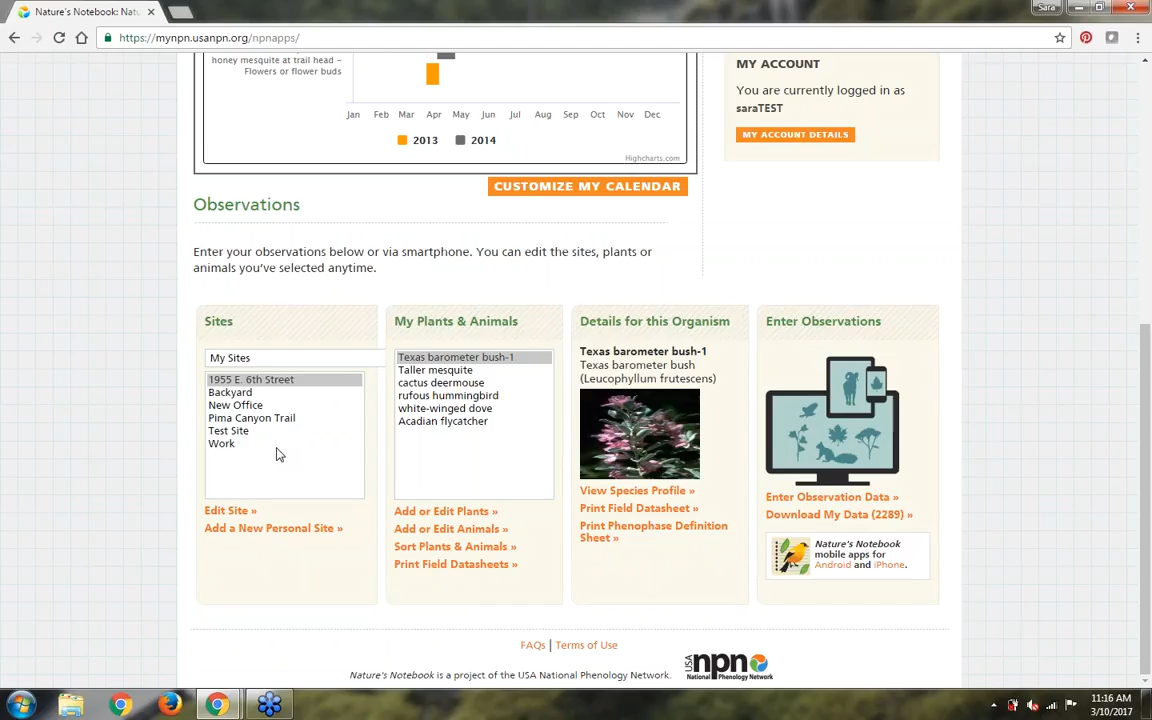 Nature's Notebook: Natu
Sara
https://mynpn.usanpn.org/npnapps/
honey mesquite at trail head –
Flowers or flower buds
Jan Feb Mar Apr May Jun Jul Aug Sep Oct Nov Dec
2013 2014
Highcharts.com
MY ACCOUNT
You are currently logged in as
saraTEST
MY ACCOUNT DETAILS
CUSTOMIZE MY CALENDAR
Observations
Enter your observations below or via smartphone. You can edit the sites, plants or
animals you've selected anytime.
Sites
My Sites
1955 E. 6th Street
Backyard
New Office
Pima Canyon Trail
Test Site
Work
Edit Site »
Add a New Personal Site »
My Plants & Animals
Texas barometer bush-1
Taller mesquite
cactus deermouse
rufous hummingbird
white-winged dove
Acadian flycatcher
Add or Edit Plants »
Add or Edit Animals »
Sort Plants & Animals »
Print Field Datasheets »
Details for this Organism
Texas barometer bush-1
Texas barometer bush
(Leucophyllum frutescens)
View Species Profile »
Print Field Datasheet »
Print Phenophase Definition
Sheet »
Enter Observations
Enter Observation Data »
Download My Data (2289) »
Nature's Notebook
mobile apps for
Android and iPhone.
FAQs | Terms of Use
Nature's Notebook is a project of the USA National Phenology Network.
USA npn
National Phenology Network
11:16 AM
3/10/2017